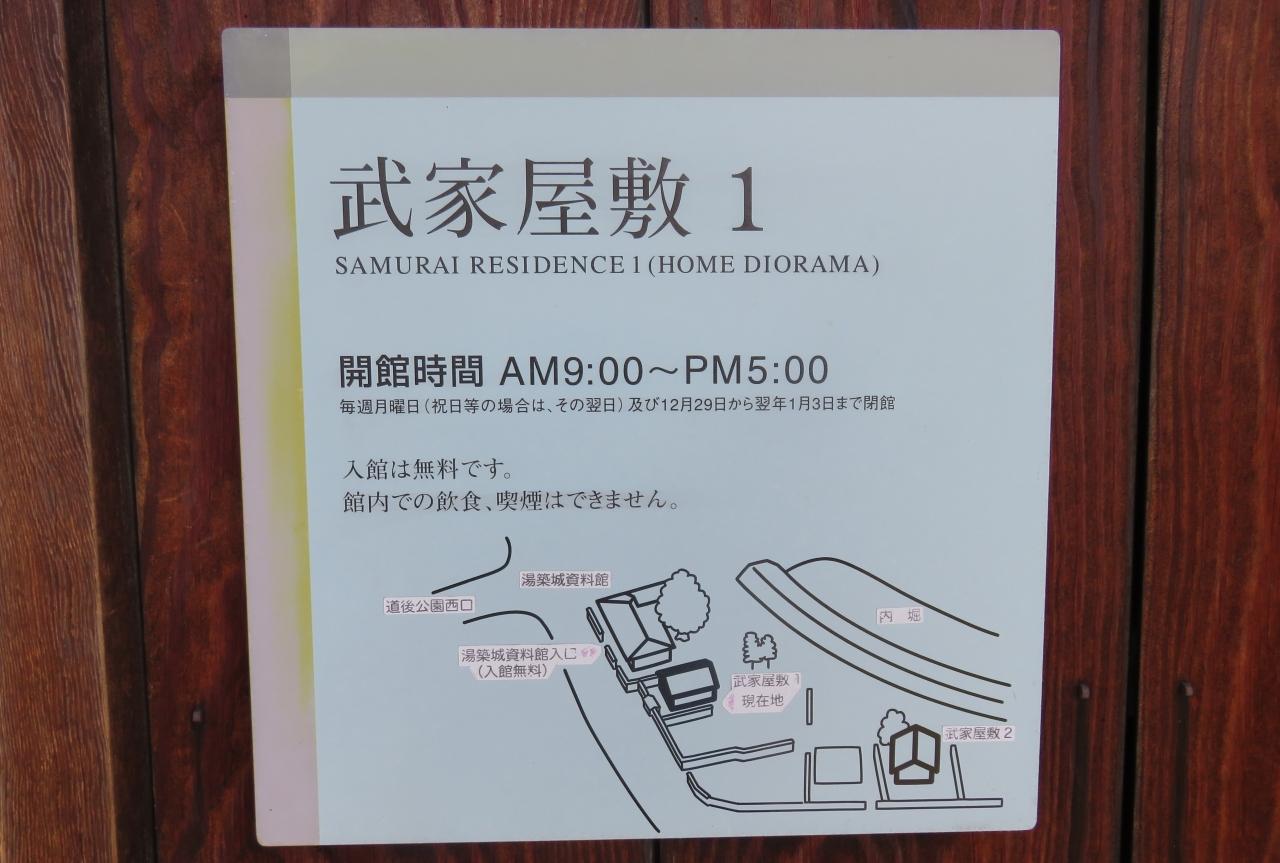 武家屋敷 1
SAMURAI RESIDENCE 1 (HOME DIORAMA)
開館時間 AM9:00～PM5:00
毎週月曜日（祝日等の場合は、その翌日）及び12月29日から翌年1月3日まで閉館
入館は無料です。
館内での飲食、喫煙はできません。
湯築城資料館
道後公園西口
内 堀
湯築城資料館入口
（入館無料）
武家屋敷 1
現在地
武家屋敷 2